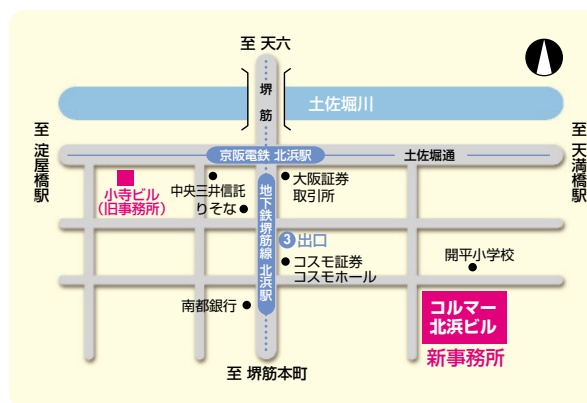 至 天六
堺筋
土佐堀川
至 淀屋橋駅
至 天満橋駅
京阪電鉄 北浜駅
土佐堀通
小寺ビル
（旧事務所）
中央三井信託
りそな
地下鉄堺筋線 北浜駅
大阪証券
取引所
3 出口
コスモ証券
コスモホール
開平小学校
南都銀行
コルマー
北浜ビル
新事務所
至 堺筋本町